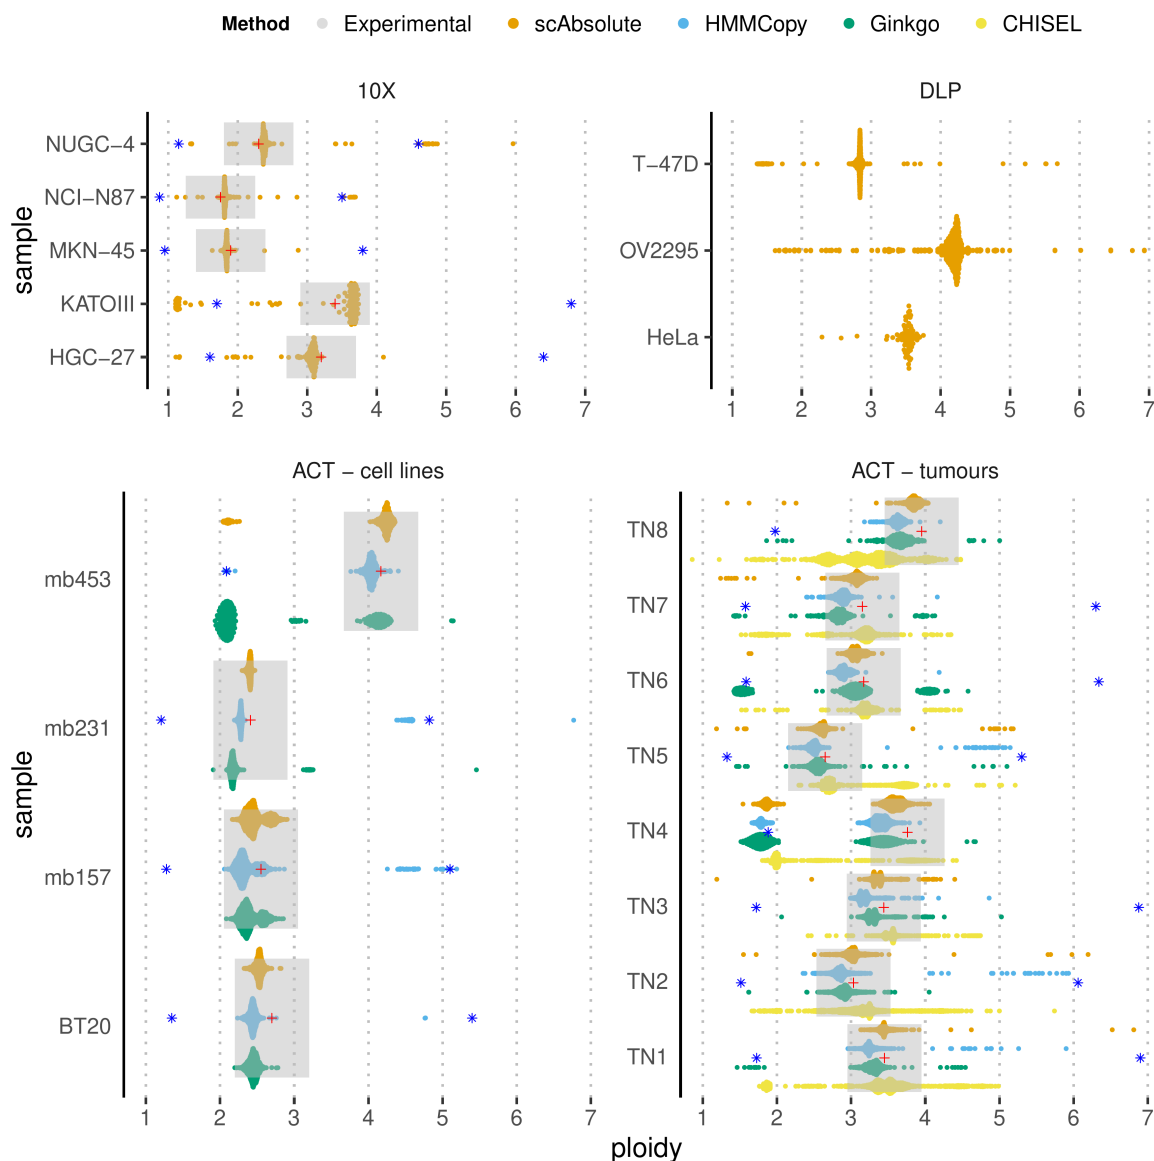 Method Experimental scAbsolute HMMCopy Ginkgo CHISEL
10X
sample
NUGC−4
NCI−N87
MKN−45
KATOIII
HGC−27
1 2 3 4 5 6 7
DLP
T−47D
OV2295
HeLa
1 2 3 4 5 6 7
ACT − cell lines
sample
mb453
mb231
mb157
BT20
1 2 3 4 5 6 7
ACT − tumours
TN8
TN7
TN6
TN5
TN4
TN3
TN2
TN1
1 2 3 4 5 6 7
ploidy